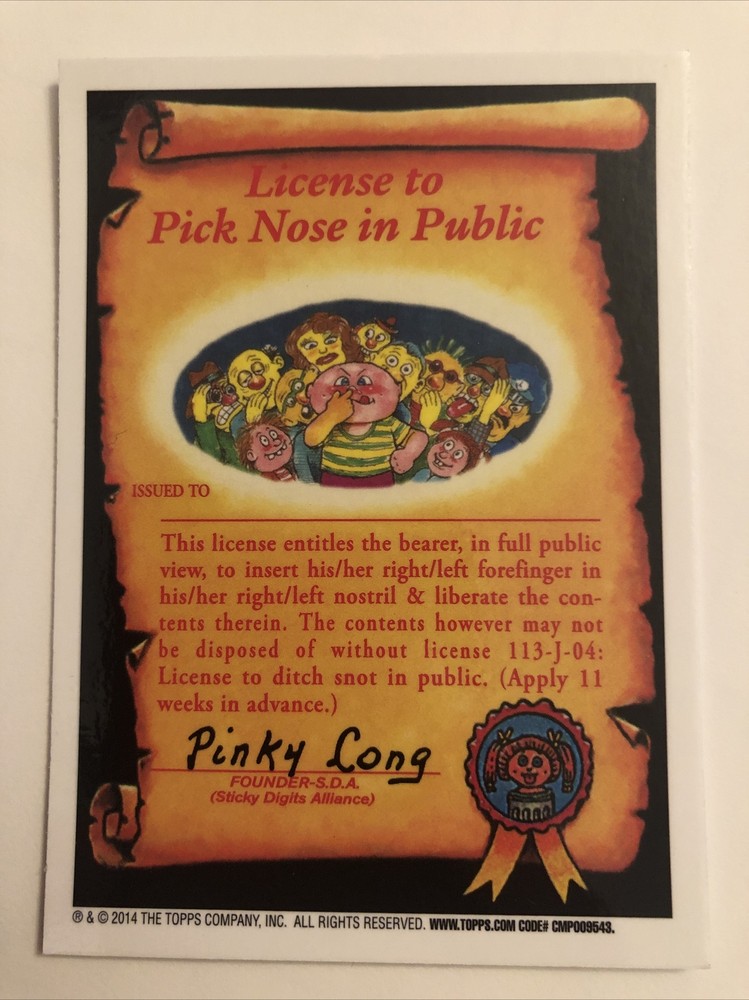 License to
Pick Nose in Public
ISSUED TO
This license entitles the bearer, in full public
view, to insert his/her right/left forefinger in
his/her right/left nostril & liberate the con-
tents therein. The contents however may not
be disposed of without license 113-J-04:
License to ditch snot in public. (Apply 11
weeks in advance.)
Pinky Long
FOUNDER-S.D.A.
(Sticky Digits Alliance)
® & © 2014 THE TOPPS COMPANY, INC. ALL RIGHTS RESERVED. WWW.TOPPS.COM CODE# CMP009543.